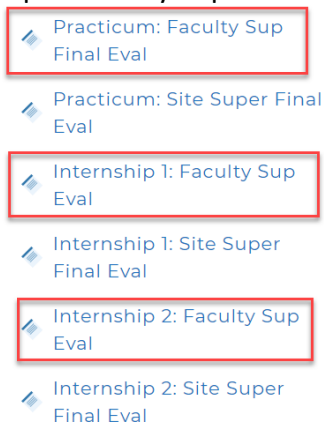 Practicum: Faculty Sup
Final Eval
Practicum: Site Super Final
Eval
Internship 1: Faculty Sup
Eval
Internship 1: Site Super
Final Eval
Internship 2: Faculty Sup
Eval
Internship 2: Site Super
Final Eval